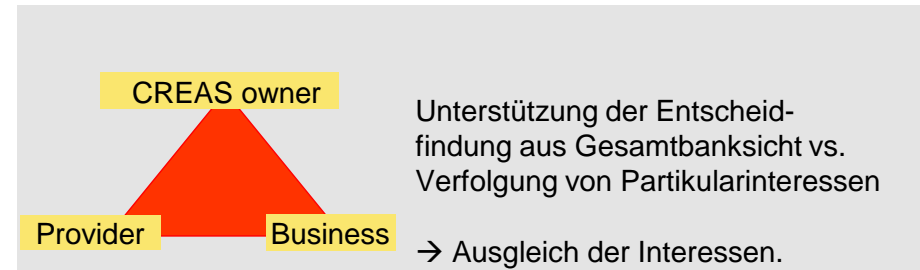 CREAS owner
Unterstützung der Entscheid-
findung aus Gesamtbanksicht vs.
Verfolgung von Partikularinteressen
Provider
Business
→ Ausgleich der Interessen.